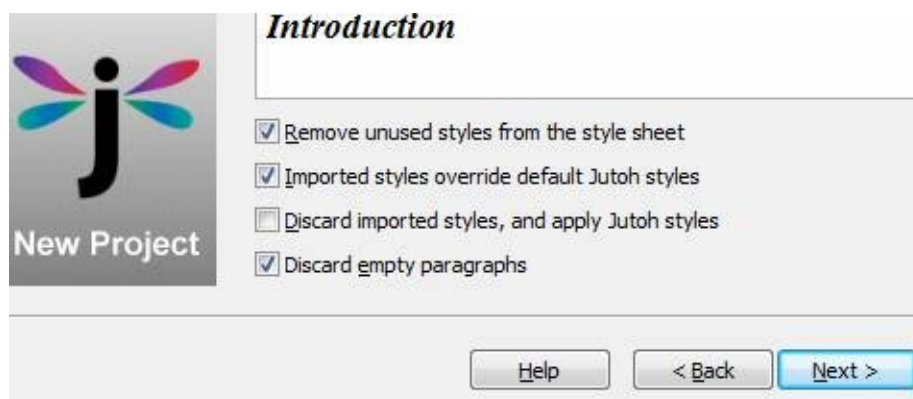 Introduction
Remove unused styles from the style sheet
Imported styles override default Jutoh styles
Discard imported styles, and apply Jutoh styles
Discard empty paragraphs
j
New Project
Help
< Back
Next >